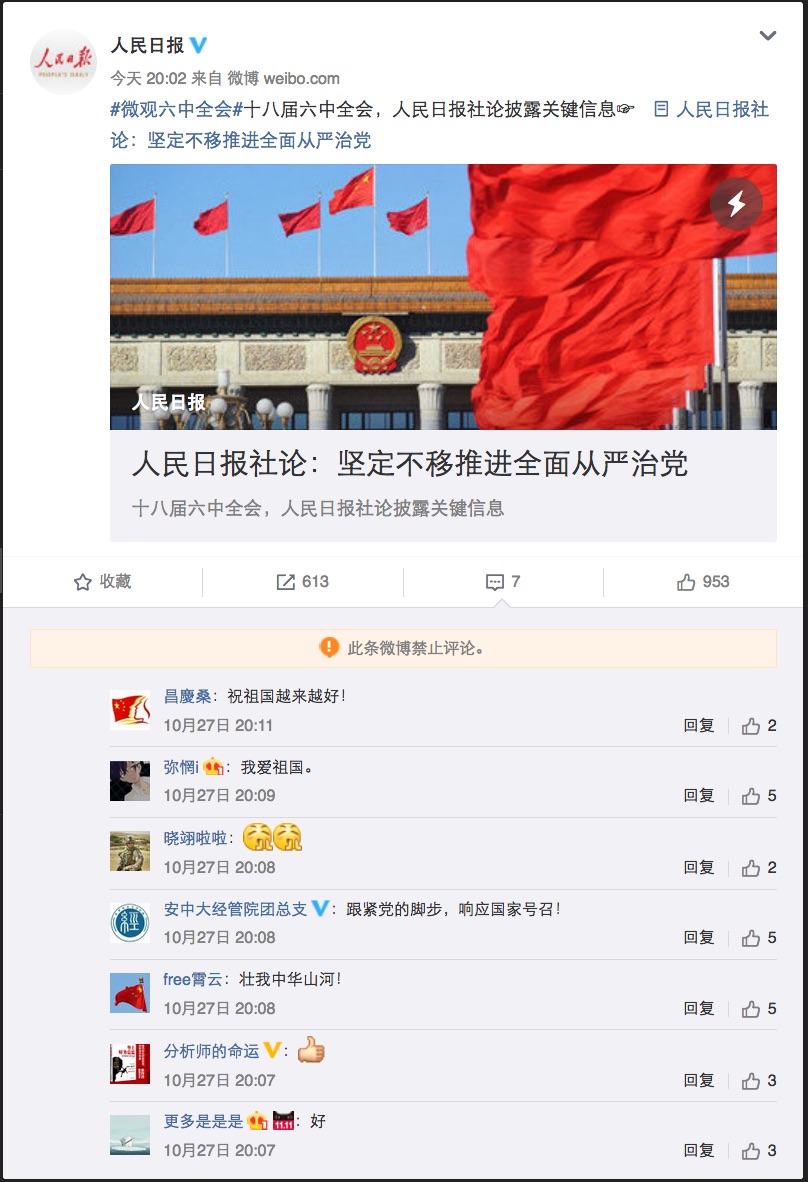 人民日报
PEOPLE'S DAILY
人民日报
今天 20:02 来自 微博 weibo.com
#微观六中全会#十八届六中全会，人民日报社论披露关键信息☞ 人民日报社
论：坚定不移推进全面从严治党
人民日报
人民日报社论：坚定不移推进全面从严治党
十八届六中全会，人民日报社论披露关键信息
收藏 613 7 953
此条微博禁止评论。
昌慶桑：祝祖国越来越好！
10月27日 20:11 回复 2
弥惘i：我爱祖国。
10月27日 20:09 回复 5
晓翊啦啦：
10月27日 20:08 回复 2
經
安中大经管院团总支：跟紧党的脚步，响应国家号召！
10月27日 20:08 回复 5
free霄云：壮我中华山河！
10月27日 20:08 回复 5
分析师的命运：
10月27日 20:07 回复 3
更多是是是 11.11：好
10月27日 20:07 回复 3